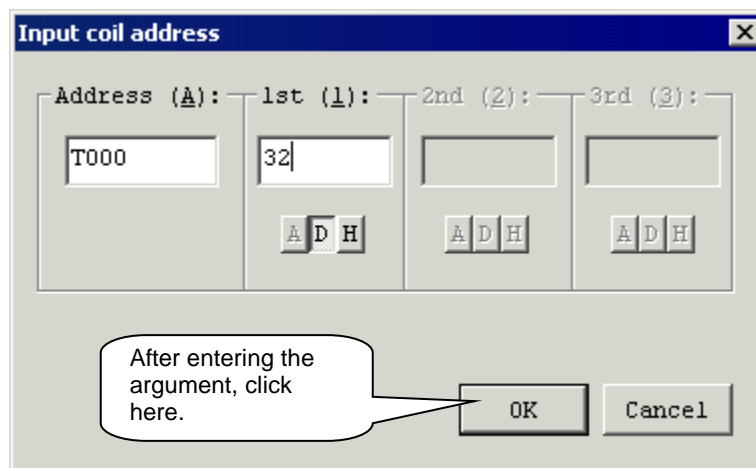 Input coil address
Address (A): 1st (1): 2nd (2): 3rd (3):
T000 32
A D H A D H A D H
After entering the
argument, click
here.
OK Cancel